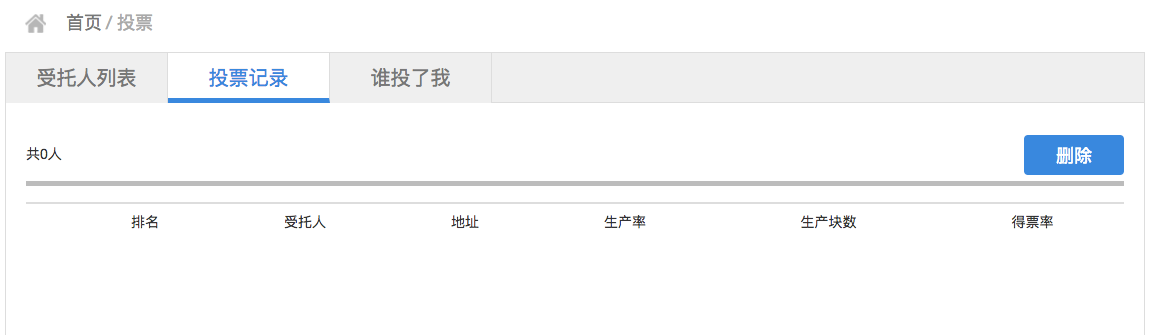 首页 / 投票
受托人列表 投票记录 谁投了我
共0人 删除
排名 受托人 地址 生产率 生产块数 得票率